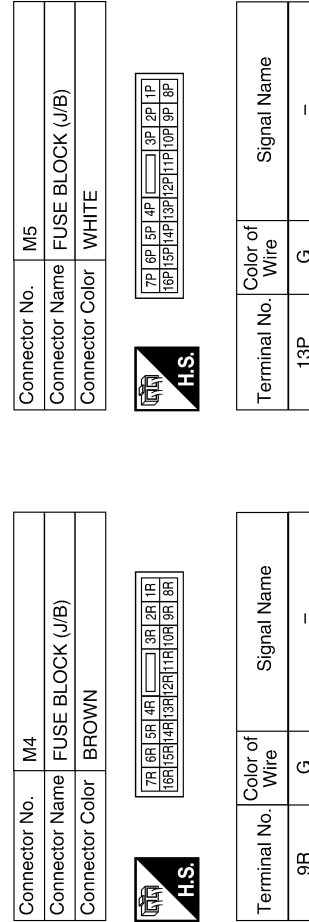 Connector No. M4
Connector Name FUSE BLOCK (J/B)
Connector Color BROWN
H.S.
7R 6R 5R 4R 3R 2R 1R
16R 15R 14R 13R 12R 11R 10R 9R 8R
Terminal No. Color of Wire Signal Name
9R G –
Connector No. M5
Connector Name FUSE BLOCK (J/B)
Connector Color WHITE
H.S.
7P 6P 5P 4P 3P 2P 1P
16P 15P 14P 13P 12P 11P 10P 9P 8P
Terminal No. Color of Wire Signal Name
13P G –